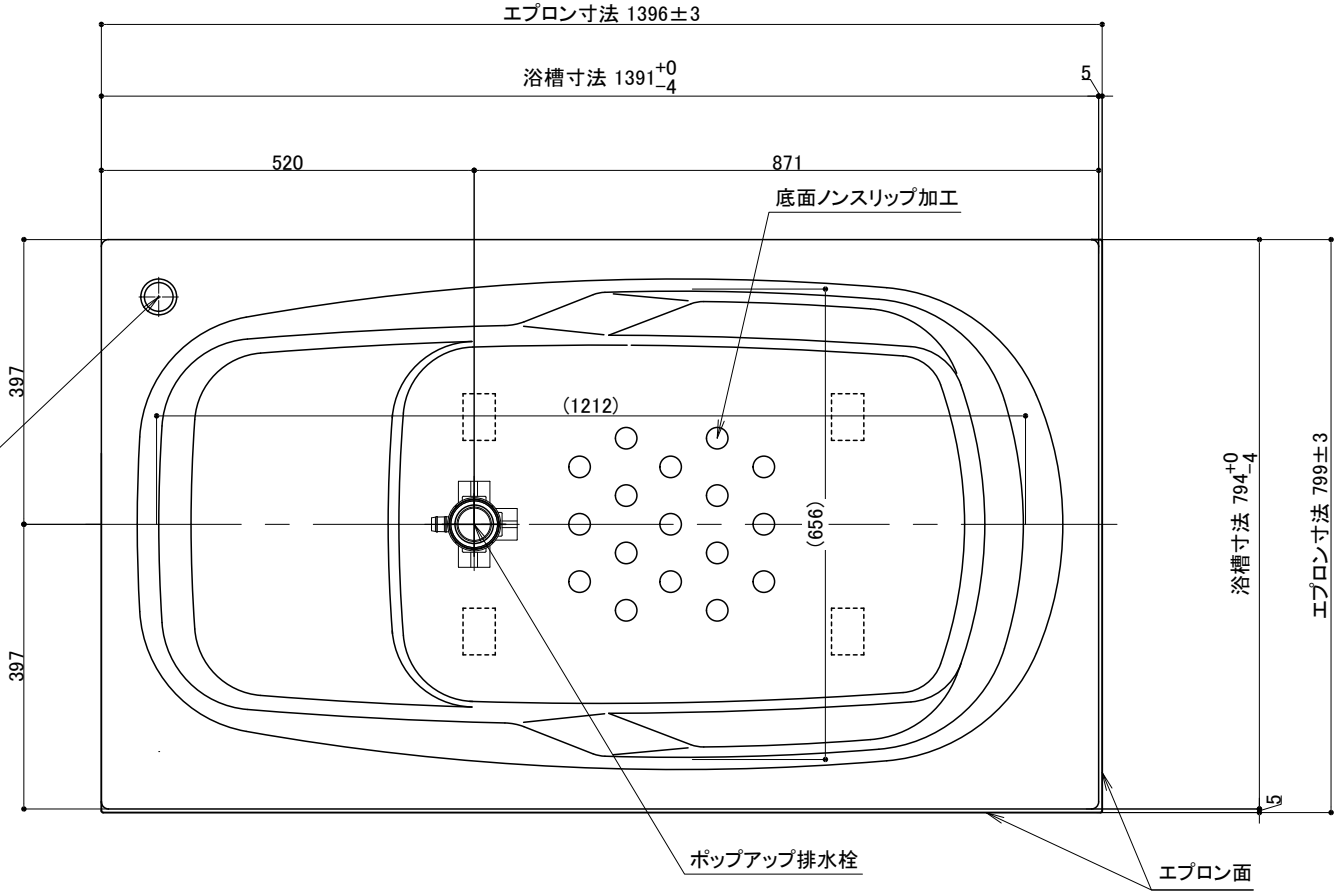 エプロン寸法 1396±3
浴槽寸法 1391 +0 -4
5
520
871
底面ノンスリップ加工
397
(1212)
(656)
浴槽寸法 794 +0 -4
エプロン寸法 799±3
397
5
ポップアップ排水栓
エプロン面